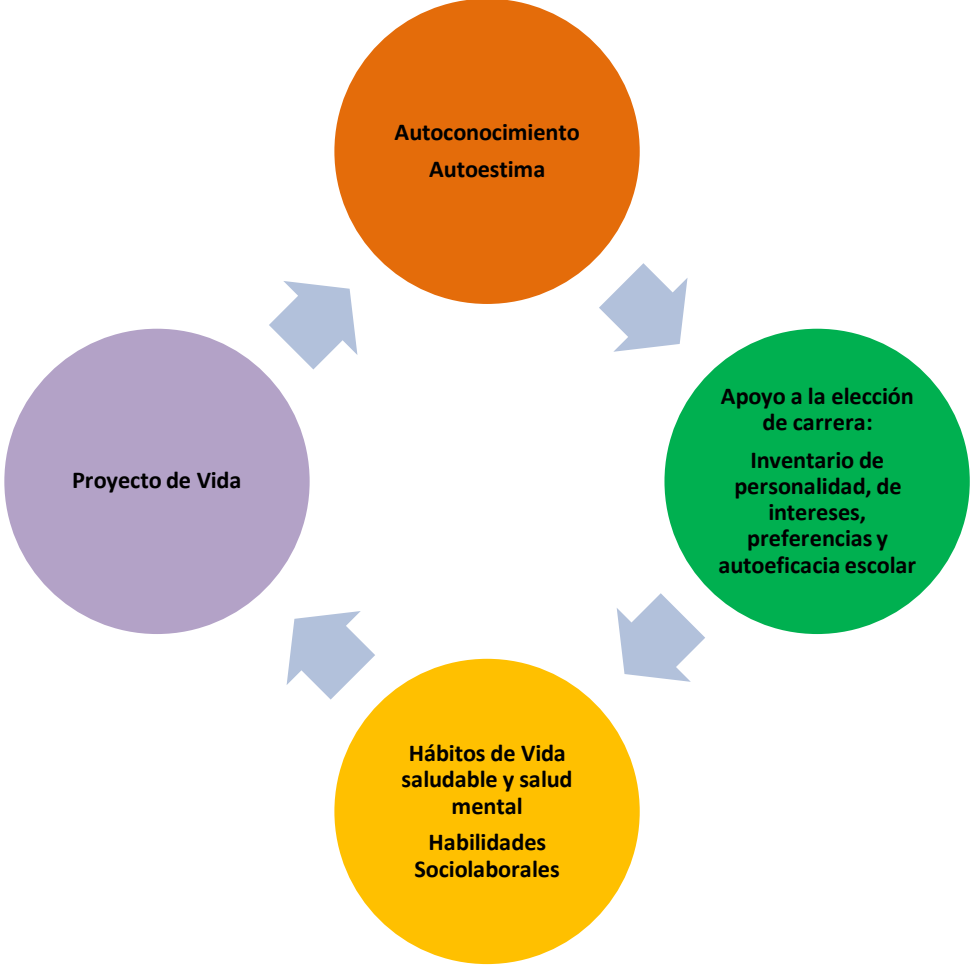 Autoconocimiento
Autoestima
Apoyo a la elección
de carrera:
Inventario de
personalidad, de
intereses,
preferencias y
autoeficacia escolar
Hábitos de Vida
saludable y salud
mental
Habilidades
Sociolaborales
Proyecto de Vida